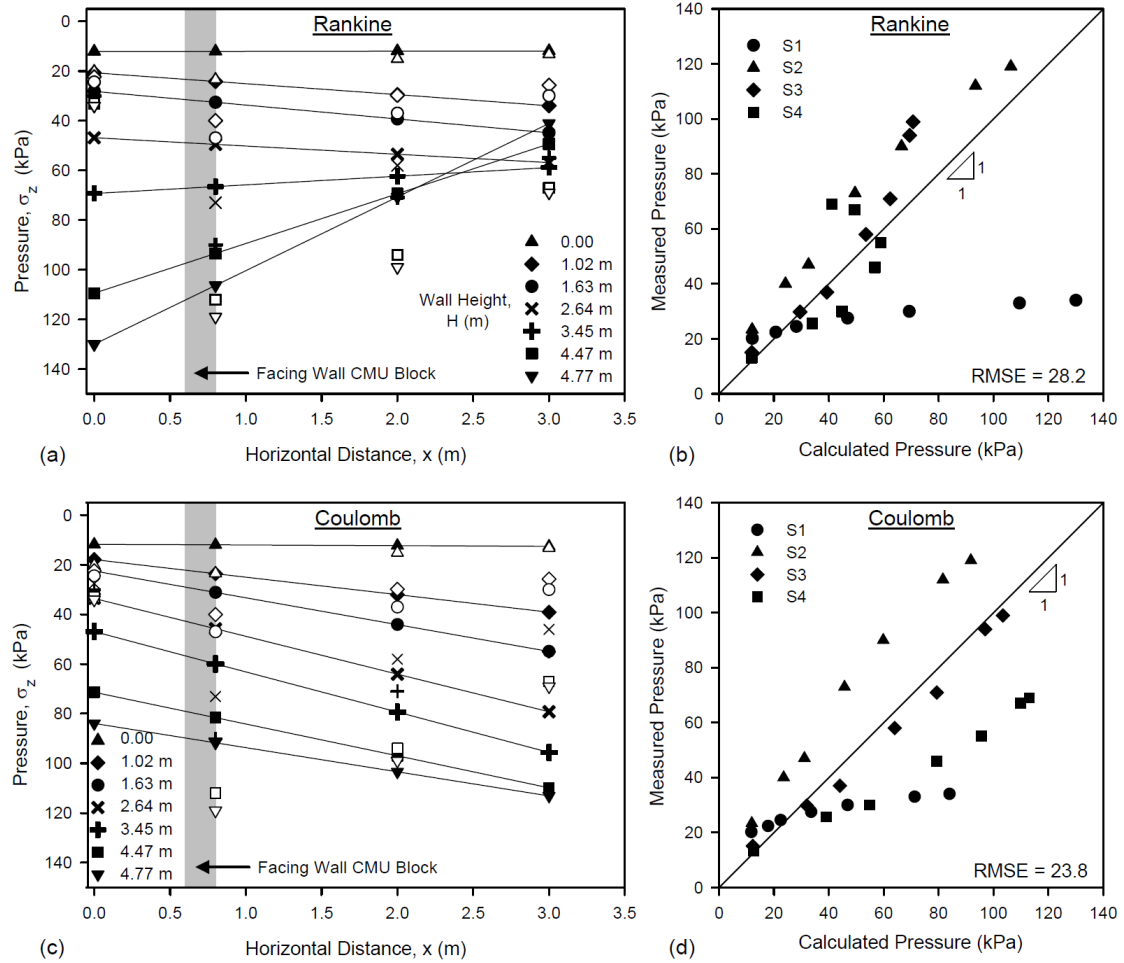 Rankine
Pressure, σz (kPa)
0
20
40
60
80
100
120
140
0.0
0.5
1.0
1.5
2.0
2.5
3.0
3.5
Wall Height, H (m)
0.00
1.02 m
1.63 m
2.64 m
3.45 m
4.47 m
4.77 m
Facing Wall CMU Block
(a)
Horizontal Distance, x (m)
Rankine
Measured Pressure (kPa)
140
120
100
80
60
40
20
0
S1
S2
S3
S4
1
1
RMSE = 28.2
0
20
40
60
80
100
120
140
(b)
Calculated Pressure (kPa)
Coulomb
Pressure, σz (kPa)
0
20
40
60
80
100
120
140
0.00
1.02 m
1.63 m
2.64 m
3.45 m
4.47 m
4.77 m
Facing Wall CMU Block
0.0
0.5
1.0
1.5
2.0
2.5
3.0
3.5
(c)
Horizontal Distance, x (m)
Coulomb
Measured Pressure (kPa)
140
120
100
80
60
40
20
0
S1
S2
S3
S4
1
1
RMSE = 23.8
0
20
40
60
80
100
120
140
(d)
Calculated Pressure (kPa)